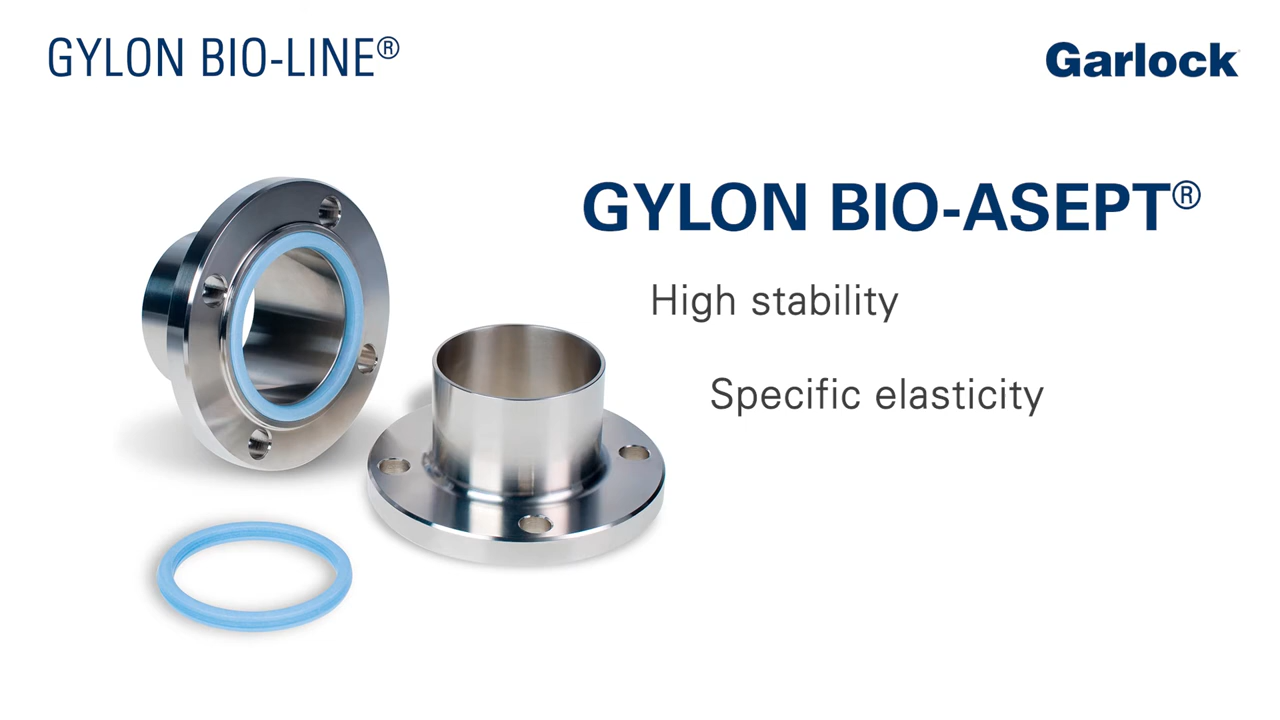 GYLON BIO-LINE®
Garlock
GYLON BIO-ASEPT®
High stability
Specific elasticity